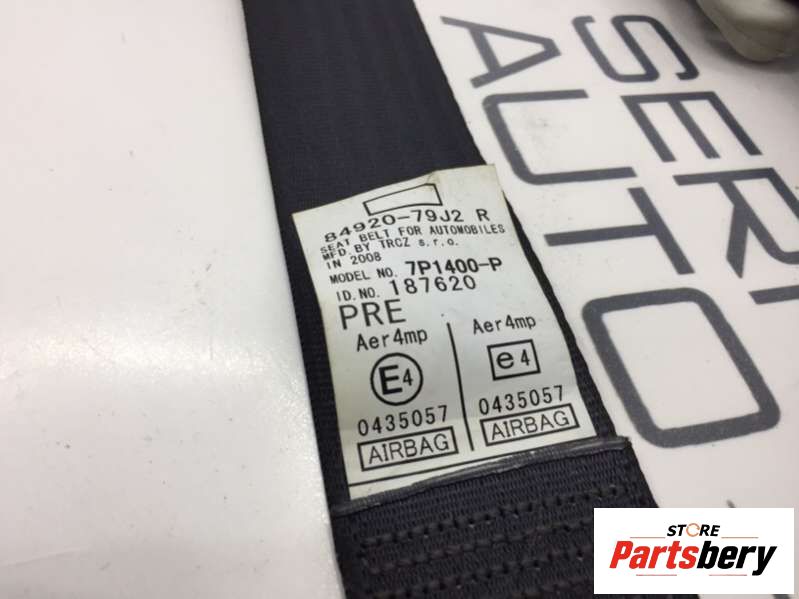 84920-79J2 R
SEAT BELT FOR AUTOMOBILES
MFD.BY TRCZ s.r.o.
IN 2008
MODEL NO. 7P1400-P
ID.NO. 187620
PRE
Aer4mp
E4
0435057
AIRBAG
Aer4mp
e4
0435057
AIRBAG
SERI
AUTO
STORE
Partsbery